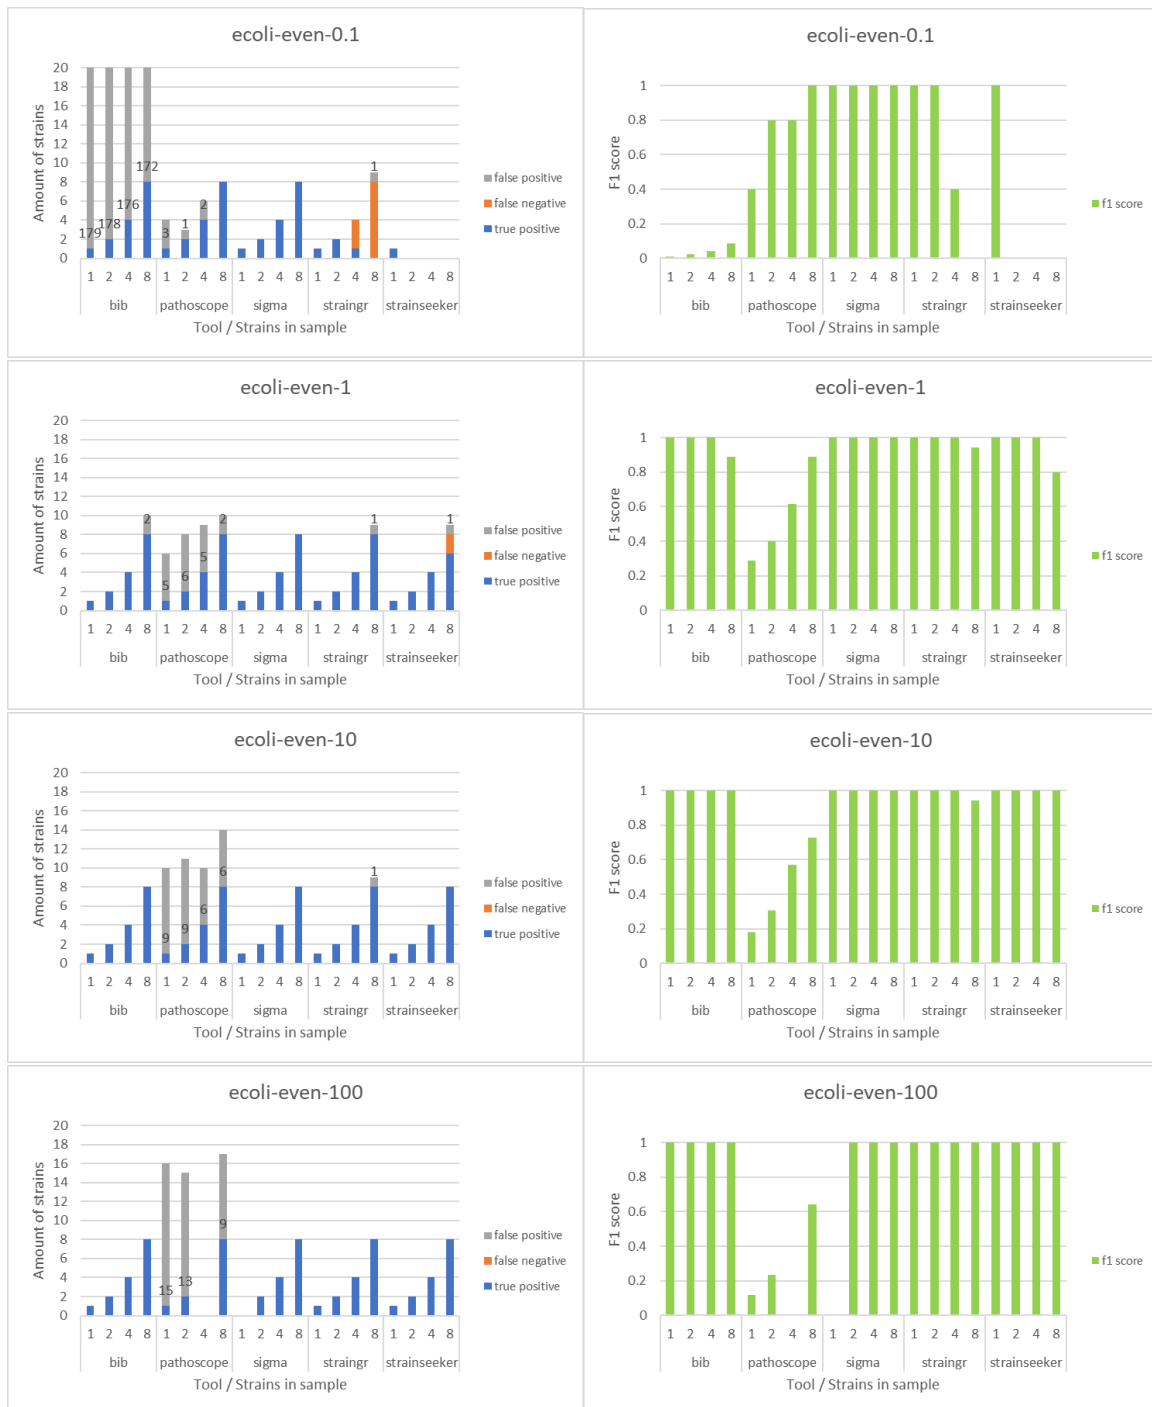 ecoli-even-0.1
20
18
16
14
12
10
8
6
4
2
0
Amount of strains
179 178 176 172 3 1 2 1
1 2 4 8 1 2 4 8 1 2 4 8 1 2 4 8 1 8
bib pathoscope sigma straingr strainseeker
Tool / Strains in sample
false positive
false negative
true positive
ecoli-even-0.1
1
0.8
0.6
0.4
0.2
0
F1 score
1 2 4 8 1 2 4 8 1 2 4 8 1 2 4 8 1 2 4 8
bib pathoscope sigma straingr strainseeker
Tool / Strains in sample
f1 score
ecoli-even-1
20
18
16
14
12
10
8
6
4
2
0
Amount of strains
2 5 6 5 2 1 1
1 2 4 8 1 2 4 8 1 2 4 8 1 2 4 8 1 2 4 8
bib pathoscope sigma straingr strainseeker
Tool / Strains in sample
false positive
false negative
true positive
ecoli-even-1
1
0.8
0.6
0.4
0.2
0
F1 score
1 2 4 8 1 2 4 8 1 2 4 8 1 2 4 8 1 2 4 8
bib pathoscope sigma straingr strainseeker
Tool / Strains in sample
f1 score
ecoli-even-10
20
18
16
14
12
10
8
6
4
2
0
Amount of strains
9 9 6 6 1
1 2 4 8 1 2 4 8 1 2 4 8 1 2 4 8 1 2 4 8
bib pathoscope sigma straingr strainseeker
Tool / Strains in sample
false positive
false negative
true positive
ecoli-even-10
1
0.8
0.6
0.4
0.2
0
F1 score
1 2 4 8 1 2 4 8 1 2 4 8 1 2 4 8 1 2 4 8
bib pathoscope sigma straingr strainseeker
Tool / Strains in sample
f1 score
ecoli-even-100
20
18
16
14
12
10
8
6
4
2
0
Amount of strains
15 13 9
1 2 4 8 1 2 4 8 1 2 4 8 1 2 4 8 1 2 4 8
bib pathoscope sigma straingr strainseeker
Tool / Strains in sample
false positive
false negative
true positive
ecoli-even-100
1
0.8
0.6
0.4
0.2
0
F1 score
1 2 4 8 1 2 4 8 1 2 4 8 1 2 4 8 1 2 4 8
bib pathoscope sigma straingr strainseeker
Tool / Strains in sample
f1 score